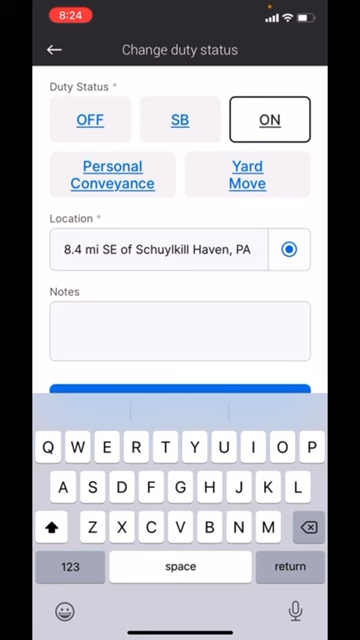 8:24
Change duty status
Duty Status *
OFF SB ON
Personal Conveyance Yard Move
Location *
8.4 mi SE of Schuylkill Haven, PA
Notes
Q W E R T Y U I O P
A S D F G H J K L
Z X C V B N M
123 space return